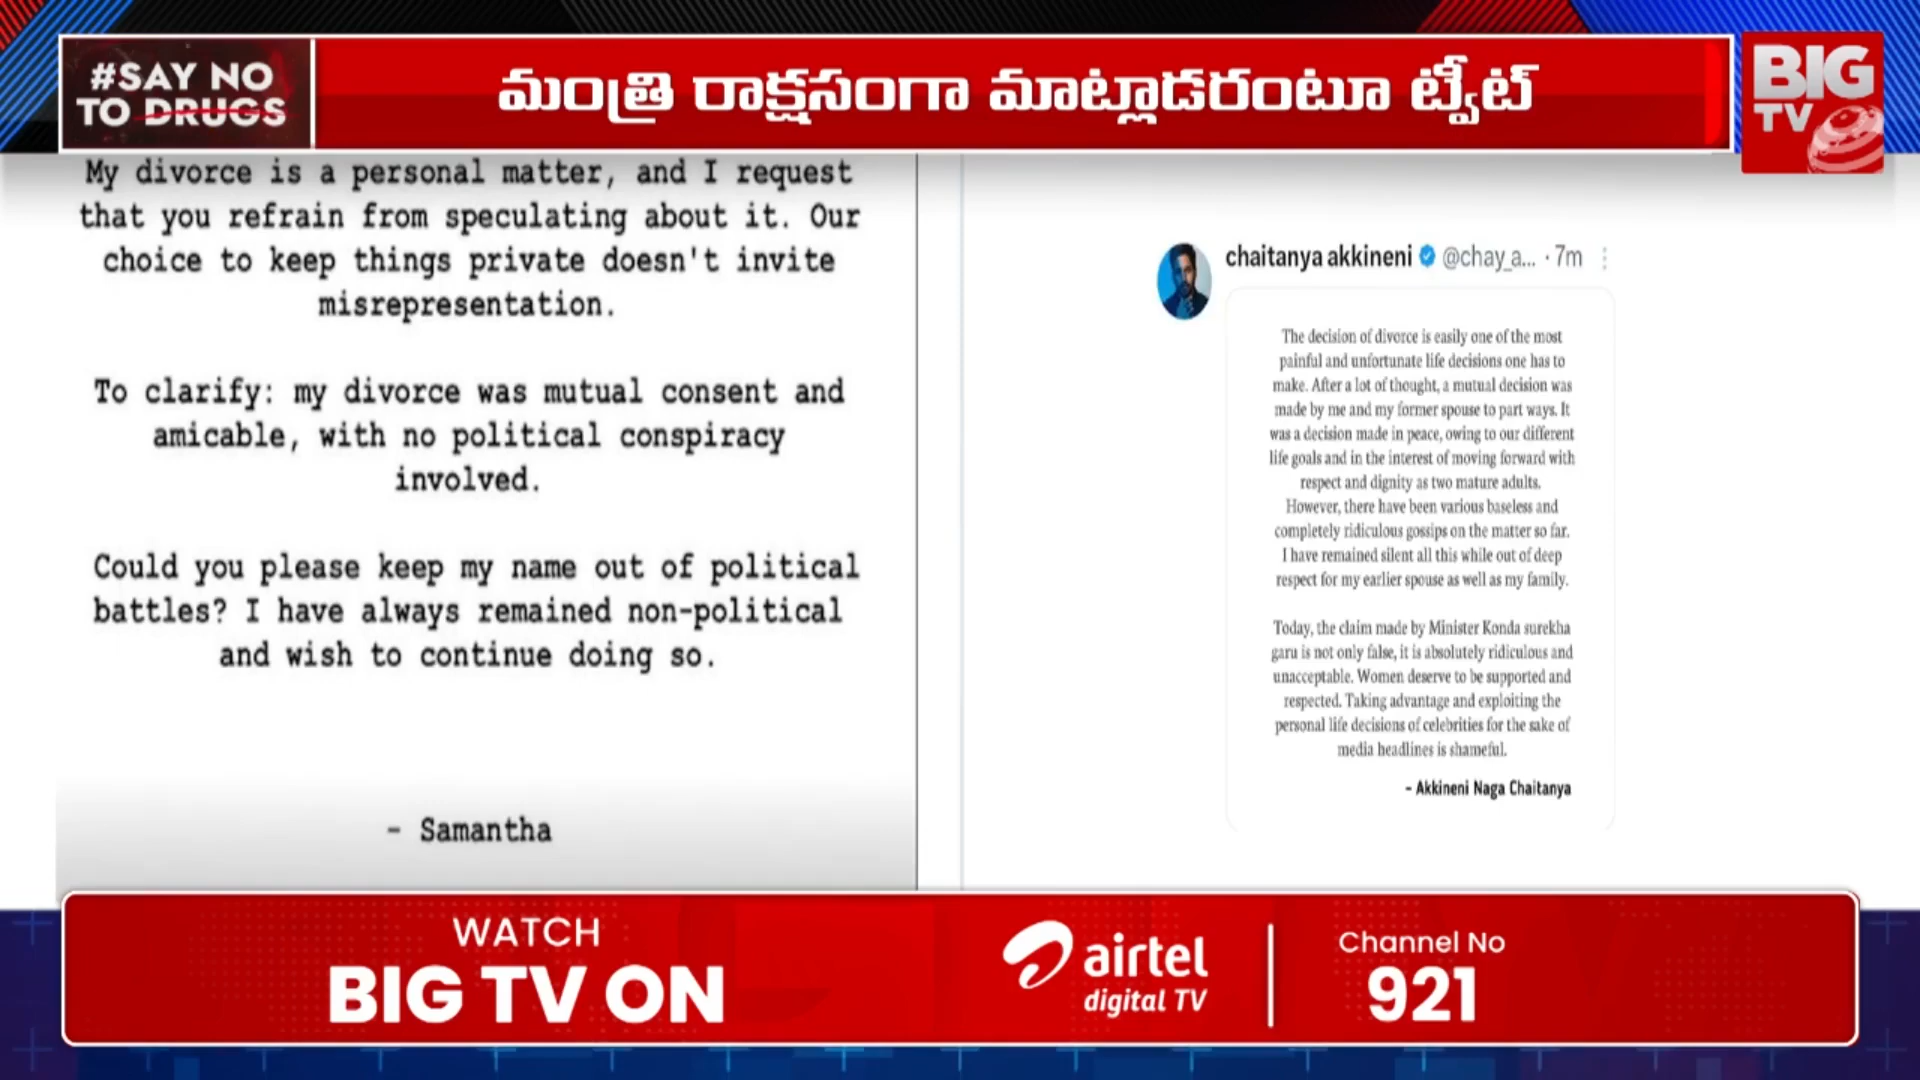 #SAY NO
TO DRUGS
మంత్రి రాక్షసంగా మాట్లాడరంటూ ట్వీట్
BIG
TV
My divorce is a personal matter, and I request
that you refrain from speculating about it. Our
choice to keep things private doesn't invite
misrepresentation.
To clarify: my divorce was mutual consent and
amicable, with no political conspiracy
involved.
Could you please keep my name out of political
battles? I have always remained non-political
and wish to continue doing so.
- Samantha
chaitanya akkineni @chay_a... · 7m
The decision of divorce is easily one of the most
painful and unfortunate life decisions one has to
make. After a lot of thought, a mutual decision was
made by me and my former spouse to part ways. It
was a decision made in peace, owing to our different
life goals and in the interest of moving forward with
respect and dignity as two mature adults.
However, there have been various baseless and
completely ridiculous gossips on the matter so far.
I have remained silent all this while out of deep
respect for my earlier spouse as well as my family.
Today, the claim made by Minister Konda surekha
garu is not only false, it is absolutely ridiculous and
unacceptable. Women deserve to be supported and
respected. Taking advantage and exploiting the
personal life decisions of celebrities for the sake of
media headlines is shameful.
- Akkineni Naga Chaitanya
WATCH
BIG TV ON
airtel
digital TV
Channel No
921